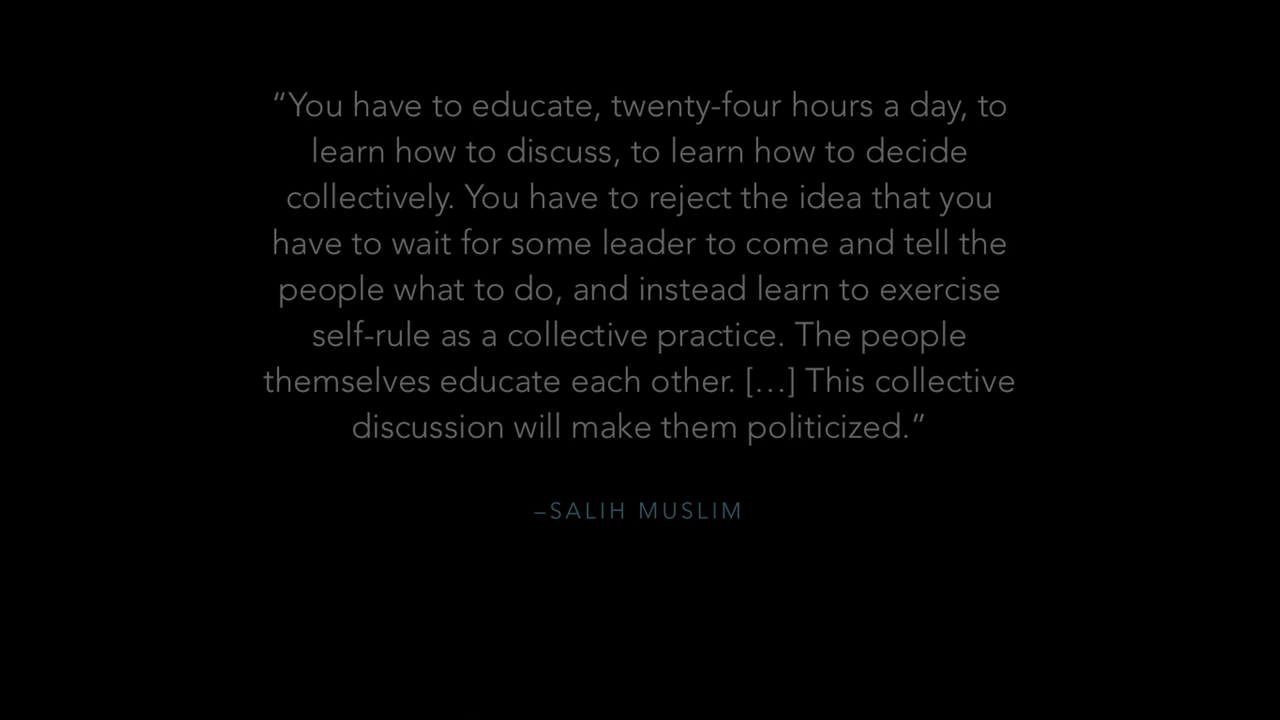 “You have to educate, twenty-four hours a day, to
learn how to discuss, to learn how to decide
collectively. You have to reject the idea that you
have to wait for some leader to come and tell the
people what to do, and instead learn to exercise
self-rule as a collective practice. The people
themselves educate each other. […] This collective
discussion will make them politicized.”
–SALIH MUSLIM